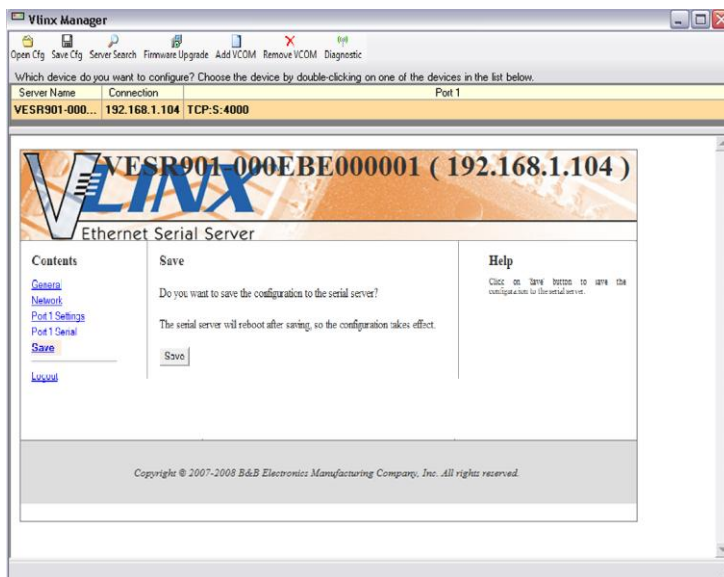 Vlinx Manager
Open Cfg Save Cfg Server Search Firmware Upgrade Add VCOM Remove VCOM Diagnostic
Which device do you want to configure? Choose the device by double-clicking on one of the devices in the list below.
Server Name Connection Port 1
VESR901-000... 192.168.1.104 TCP:S:4000
VESR901-000EBE000001 ( 192.168.1.104 )
VLINX
Ethernet Serial Server
Contents
General
Network
Port 1 Settings
Port 1 Serial
Save
Logout
Save
Do you want to save the configuration to the serial server?
The serial server will reboot after saving, so the configuration takes effect.
Save
Help
Click on 'Save' button to save the
configuration to the serial server.
Copyright © 2007-2008 B&B Electronics Manufacturing Company, Inc. All rights reserved.